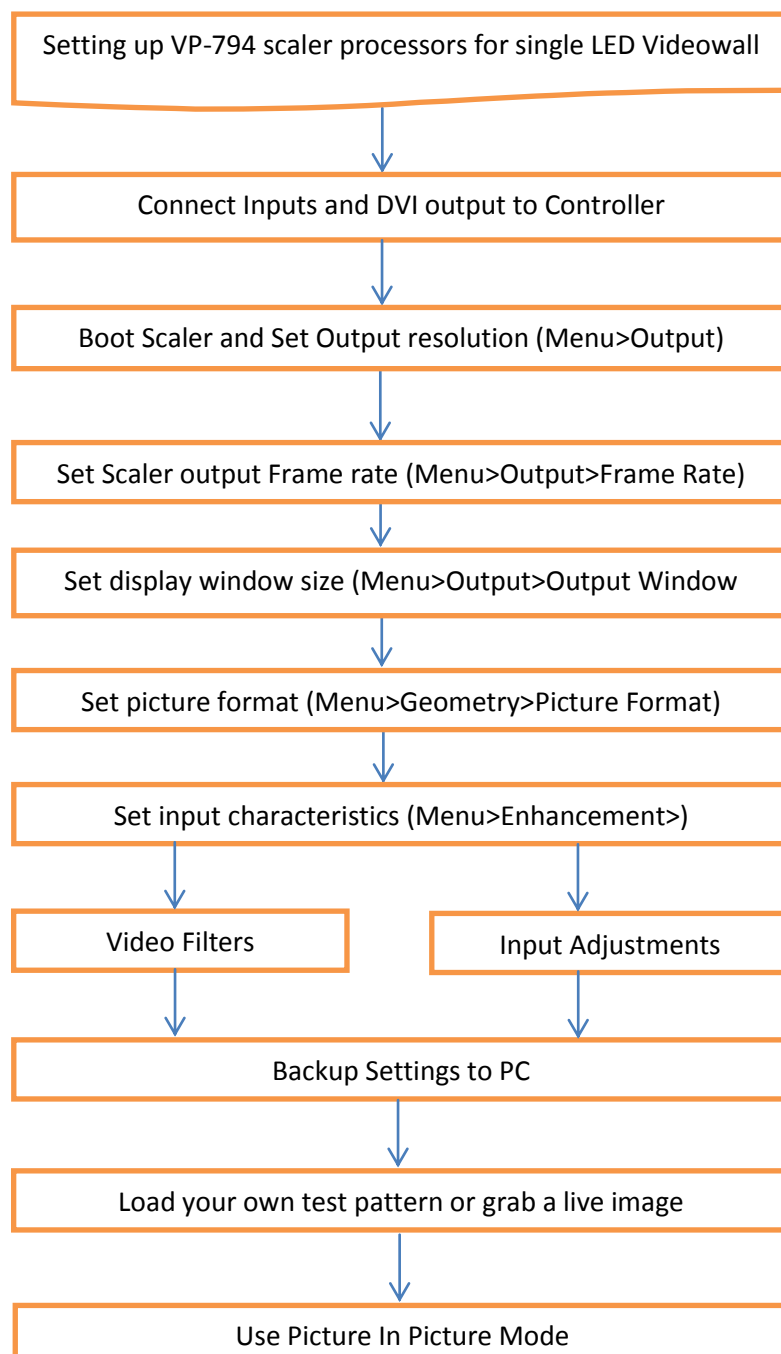 Setting up VP-794 scaler processors for single LED Videowall
Connect Inputs and DVI output to Controller
Boot Scaler and Set Output resolution (Menu>Output)
Set Scaler output Frame rate (Menu>Output>Frame Rate)
Set display window size (Menu>Output>Output Window
Set picture format (Menu>Geometry>Picture Format)
Set input characteristics (Menu>Enhancement>)
Video Filters
Input Adjustments
Backup Settings to PC
Load your own test pattern or grab a live image
Use Picture In Picture Mode